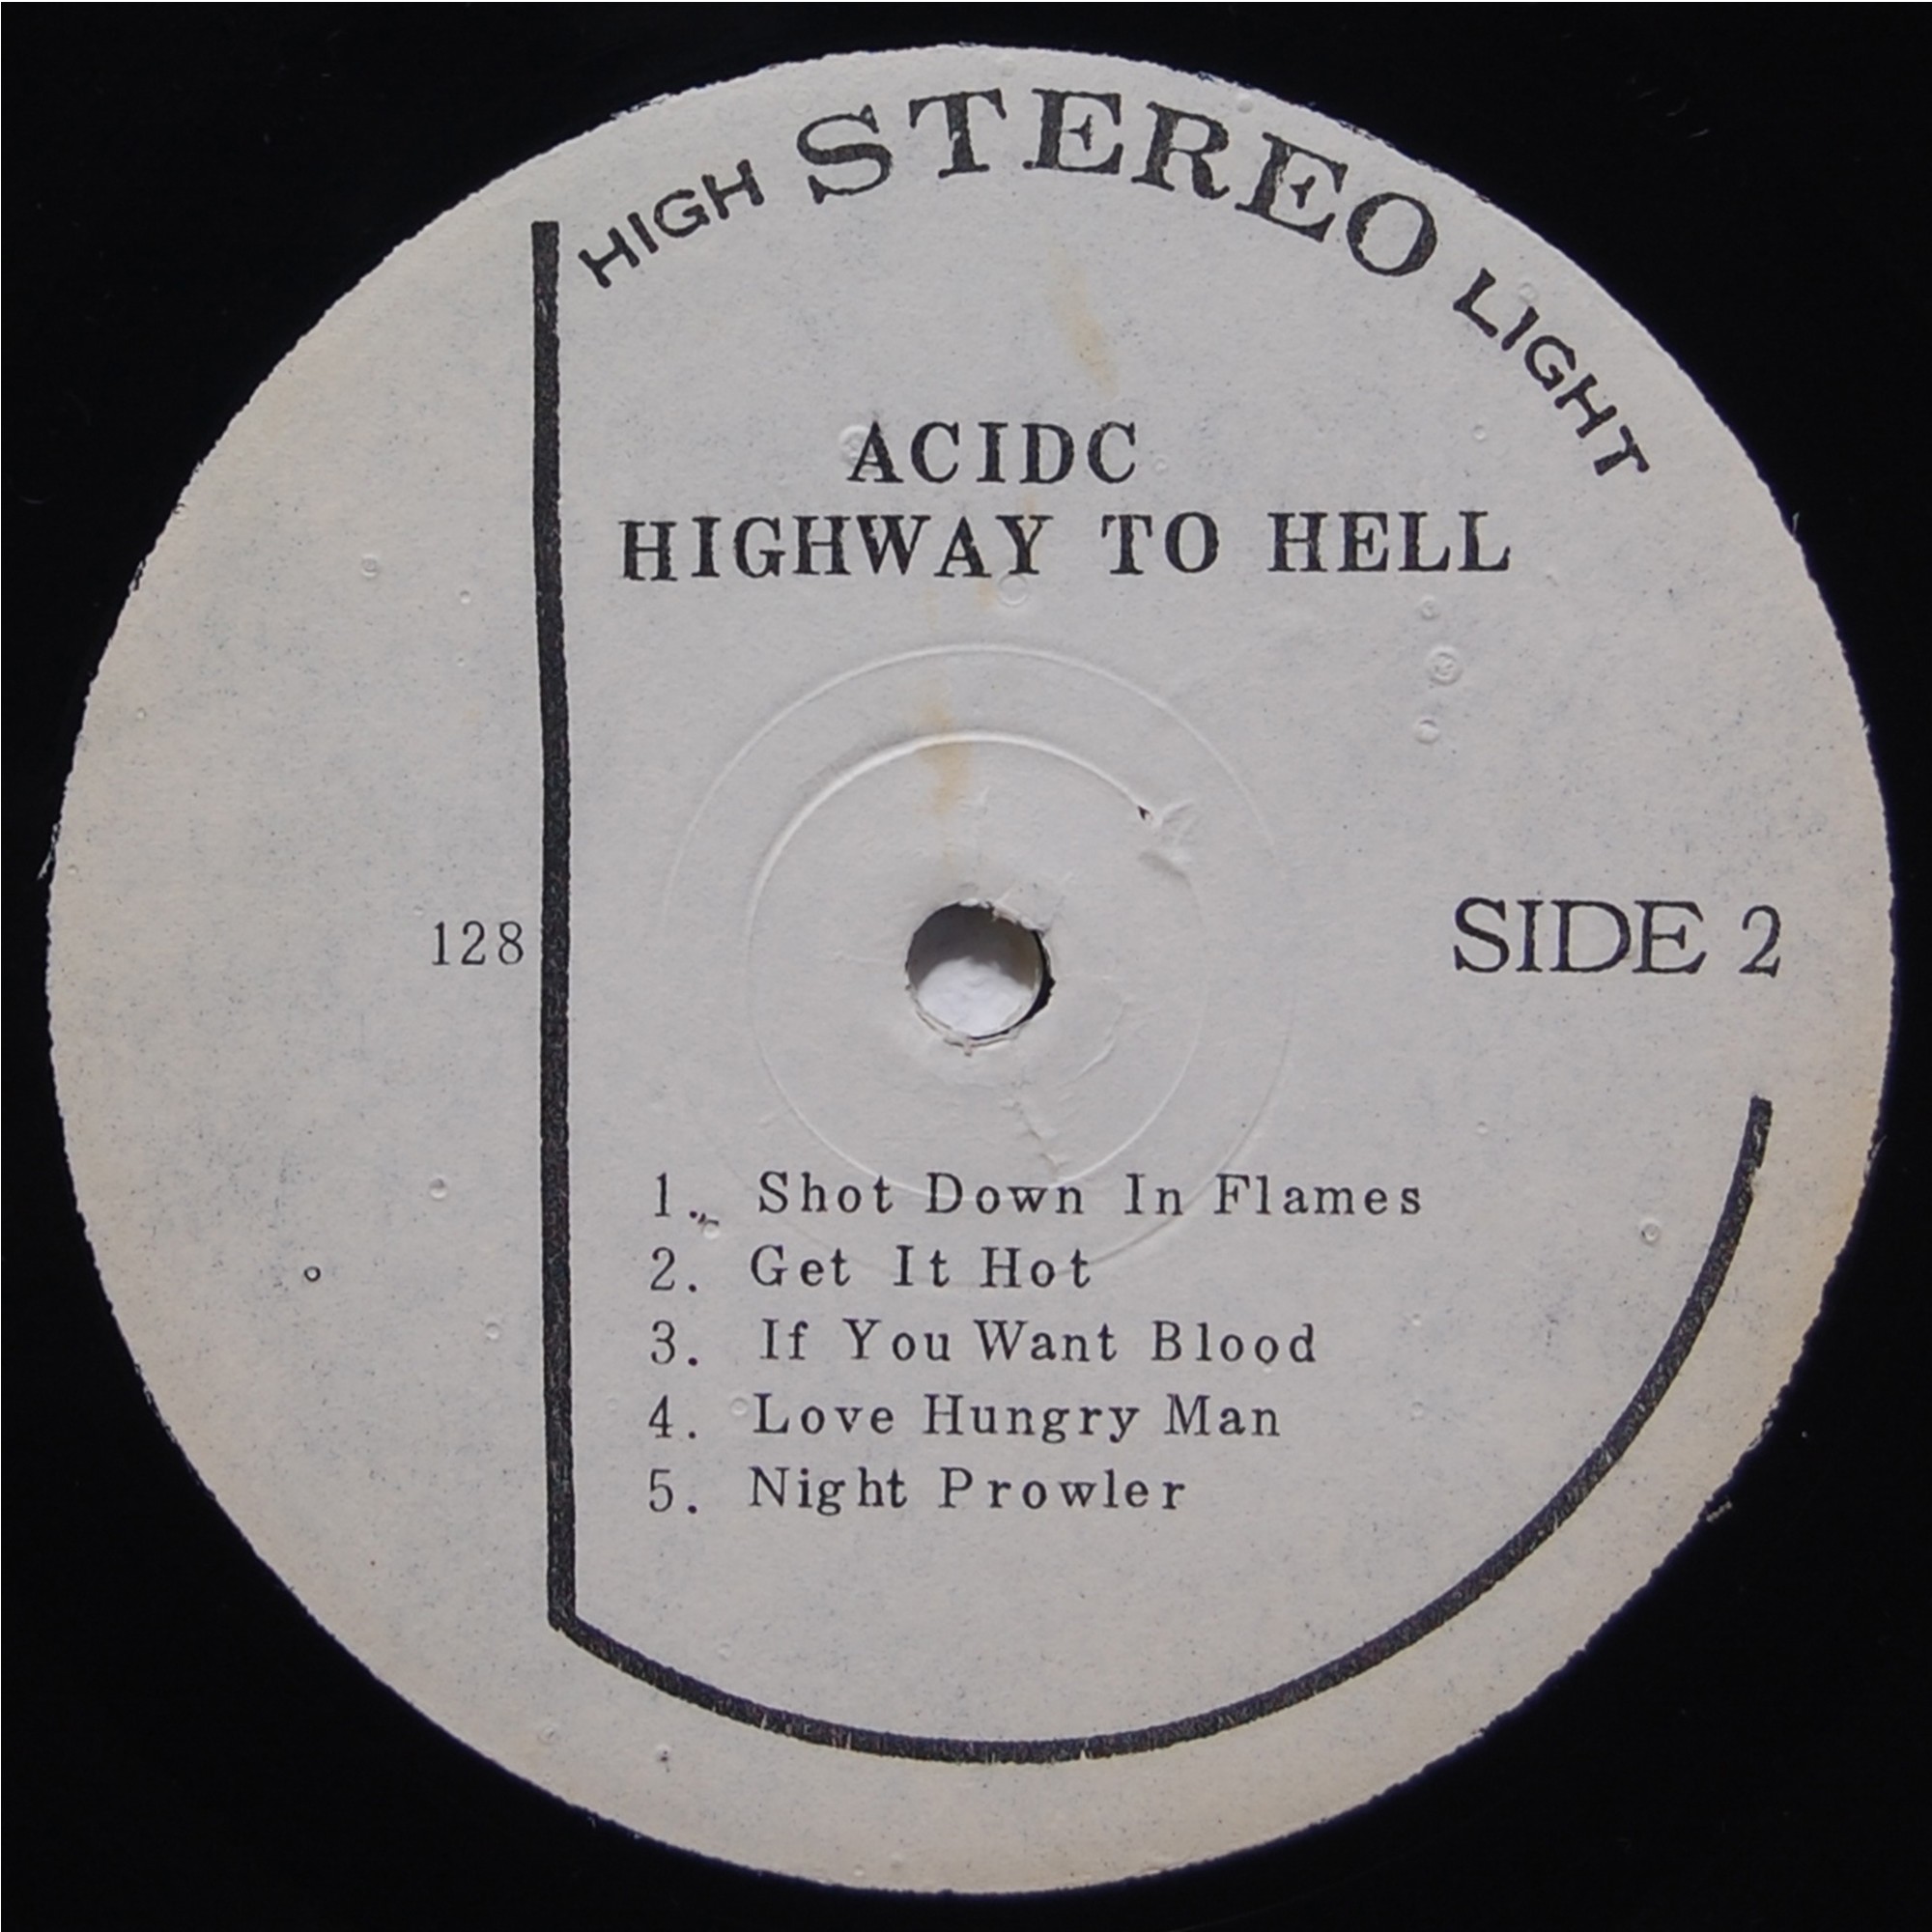 HIGH STEREO LIGHT
ACIDC
HIGHWAY TO HELL
128
SIDE 2
1. Shot Down In Flames
2. Get It Hot
3. If You Want Blood
4. Love Hungry Man
5. Night Prowler